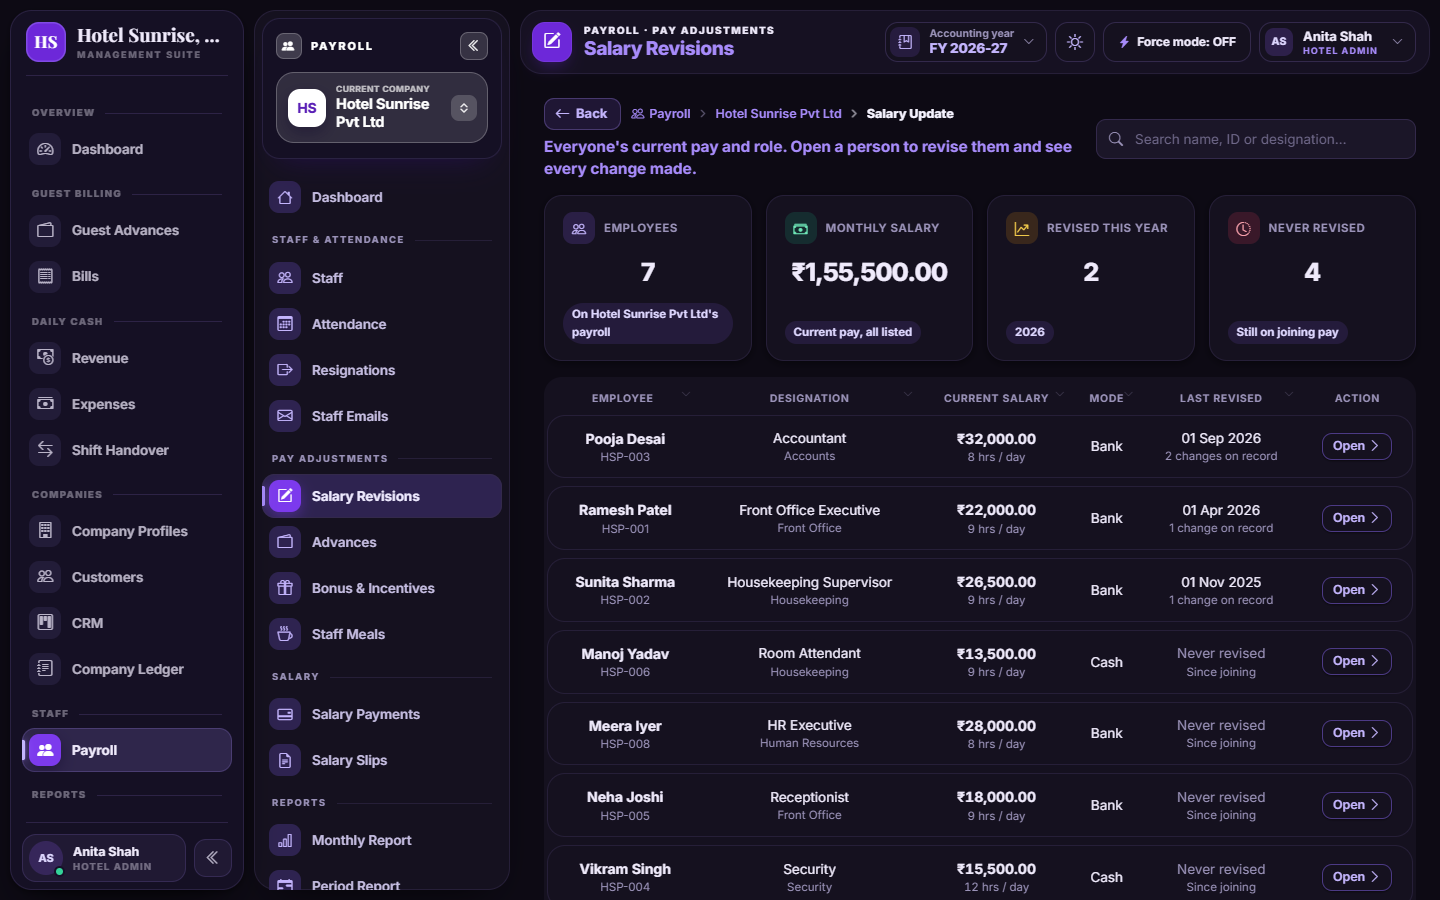 HS
Hotel Sunrise, ...
MANAGEMENT SUITE
OVERVIEW
Dashboard
GUEST BILLING
Guest Advances
Bills
DAILY CASH
Revenue
Expenses
Shift Handover
COMPANIES
Company Profiles
Customers
CRM
Company Ledger
STAFF
Payroll
REPORTS
AS
Anita Shah
HOTEL ADMIN
PAYROLL
HS
CURRENT COMPANY
Hotel Sunrise
Pvt Ltd
Dashboard
STAFF & ATTENDANCE
Staff
Attendance
Resignations
Staff Emails
PAY ADJUSTMENTS
Salary Revisions
Advances
Bonus & Incentives
Staff Meals
SALARY
Salary Payments
Salary Slips
REPORTS
Monthly Report
Period Report
PAYROLL · PAY ADJUSTMENTS
Salary Revisions
Accounting year
FY 2026-27
Force mode: OFF
AS
Anita Shah
HOTEL ADMIN
Back
Payroll
Hotel Sunrise Pvt Ltd
Salary Update
Everyone's current pay and role. Open a person to revise them and see
every change made.
Search name, ID or designation...
EMPLOYEES
7
On Hotel Sunrise Pvt Ltd's
payroll
MONTHLY SALARY
₹1,55,500.00
Current pay, all listed
REVISED THIS YEAR
2
2026
NEVER REVISED
4
Still on joining pay
EMPLOYEE DESIGNATION CURRENT SALARY MODE LAST REVISED ACTION
Pooja Desai Accountant ₹32,000.00 Bank 01 Sep 2026 Open
HSP-003 Accounts 8 hrs / day 2 changes on record
Ramesh Patel Front Office Executive ₹22,000.00 Bank 01 Apr 2026 Open
HSP-001 Front Office 9 hrs / day 1 change on record
Sunita Sharma Housekeeping Supervisor ₹26,500.00 Bank 01 Nov 2025 Open
HSP-002 Housekeeping 9 hrs / day 1 change on record
Manoj Yadav Room Attendant ₹13,500.00 Cash Never revised Open
HSP-006 Housekeeping 9 hrs / day Since joining
Meera Iyer HR Executive ₹28,000.00 Bank Never revised Open
HSP-008 Human Resources 8 hrs / day Since joining
Neha Joshi Receptionist ₹18,000.00 Bank Never revised Open
HSP-005 Front Office 9 hrs / day Since joining
Vikram Singh Security ₹15,500.00 Cash Never revised Open
HSP-004 Security 12 hrs / day Since joining